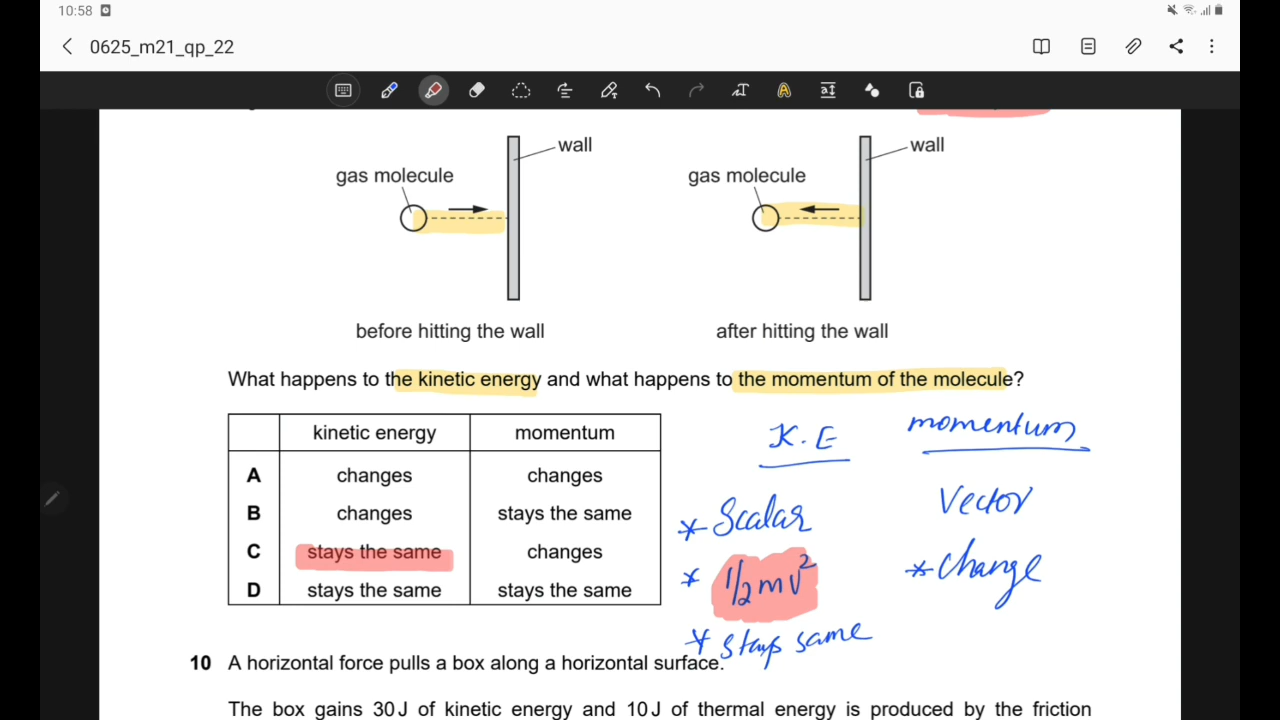 10:58
0625_m21_qp_22
wall
wall
gas molecule
gas molecule
before hitting the wall
after hitting the wall
What happens to the kinetic energy and what happens to the momentum of the molecule?
kinetic energy momentum
A changes changes
B changes stays the same
C stays the same changes
D stays the same stays the same
K.E
* Scalar
* 1/2 mv²
* stays same
momentum
Vector
* Change
10 A horizontal force pulls a box along a horizontal surface.
The box gains 30 J of kinetic energy and 10 J of thermal energy is produced by the friction